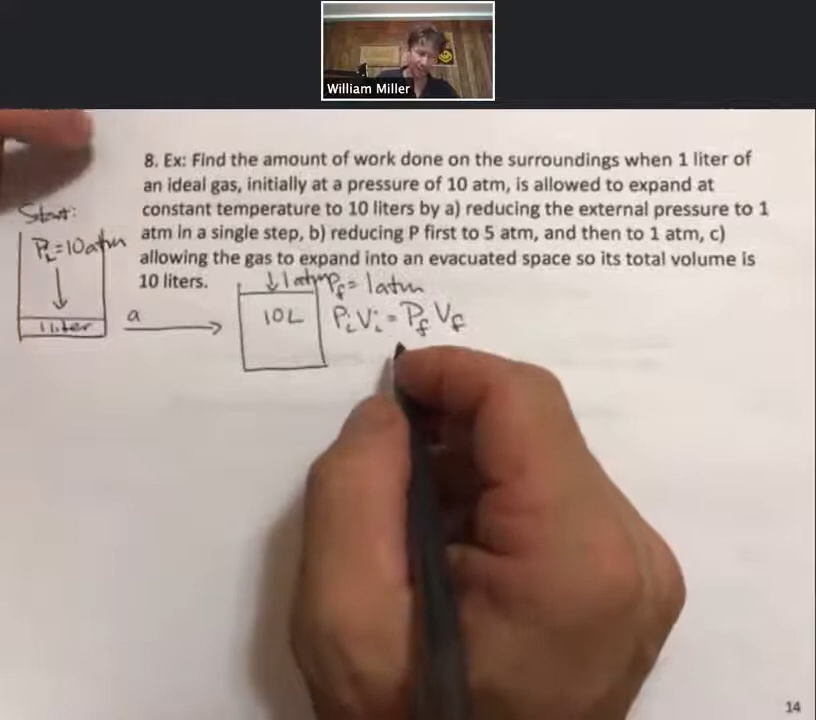 William Miller
8. Ex: Find the amount of work done on the surroundings when 1 liter of
an ideal gas, initially at a pressure of 10 atm, is allowed to expand at
constant temperature to 10 liters by a) reducing the external pressure to 1
atm in a single step, b) reducing P first to 5 atm, and then to 1 atm, c)
allowing the gas to expand into an evacuated space so its total volume is
10 liters.
Start:
Pi=10atm
1 liter
a
↓1atm Pf = 1atm
10L
PiVi = PfVf
14